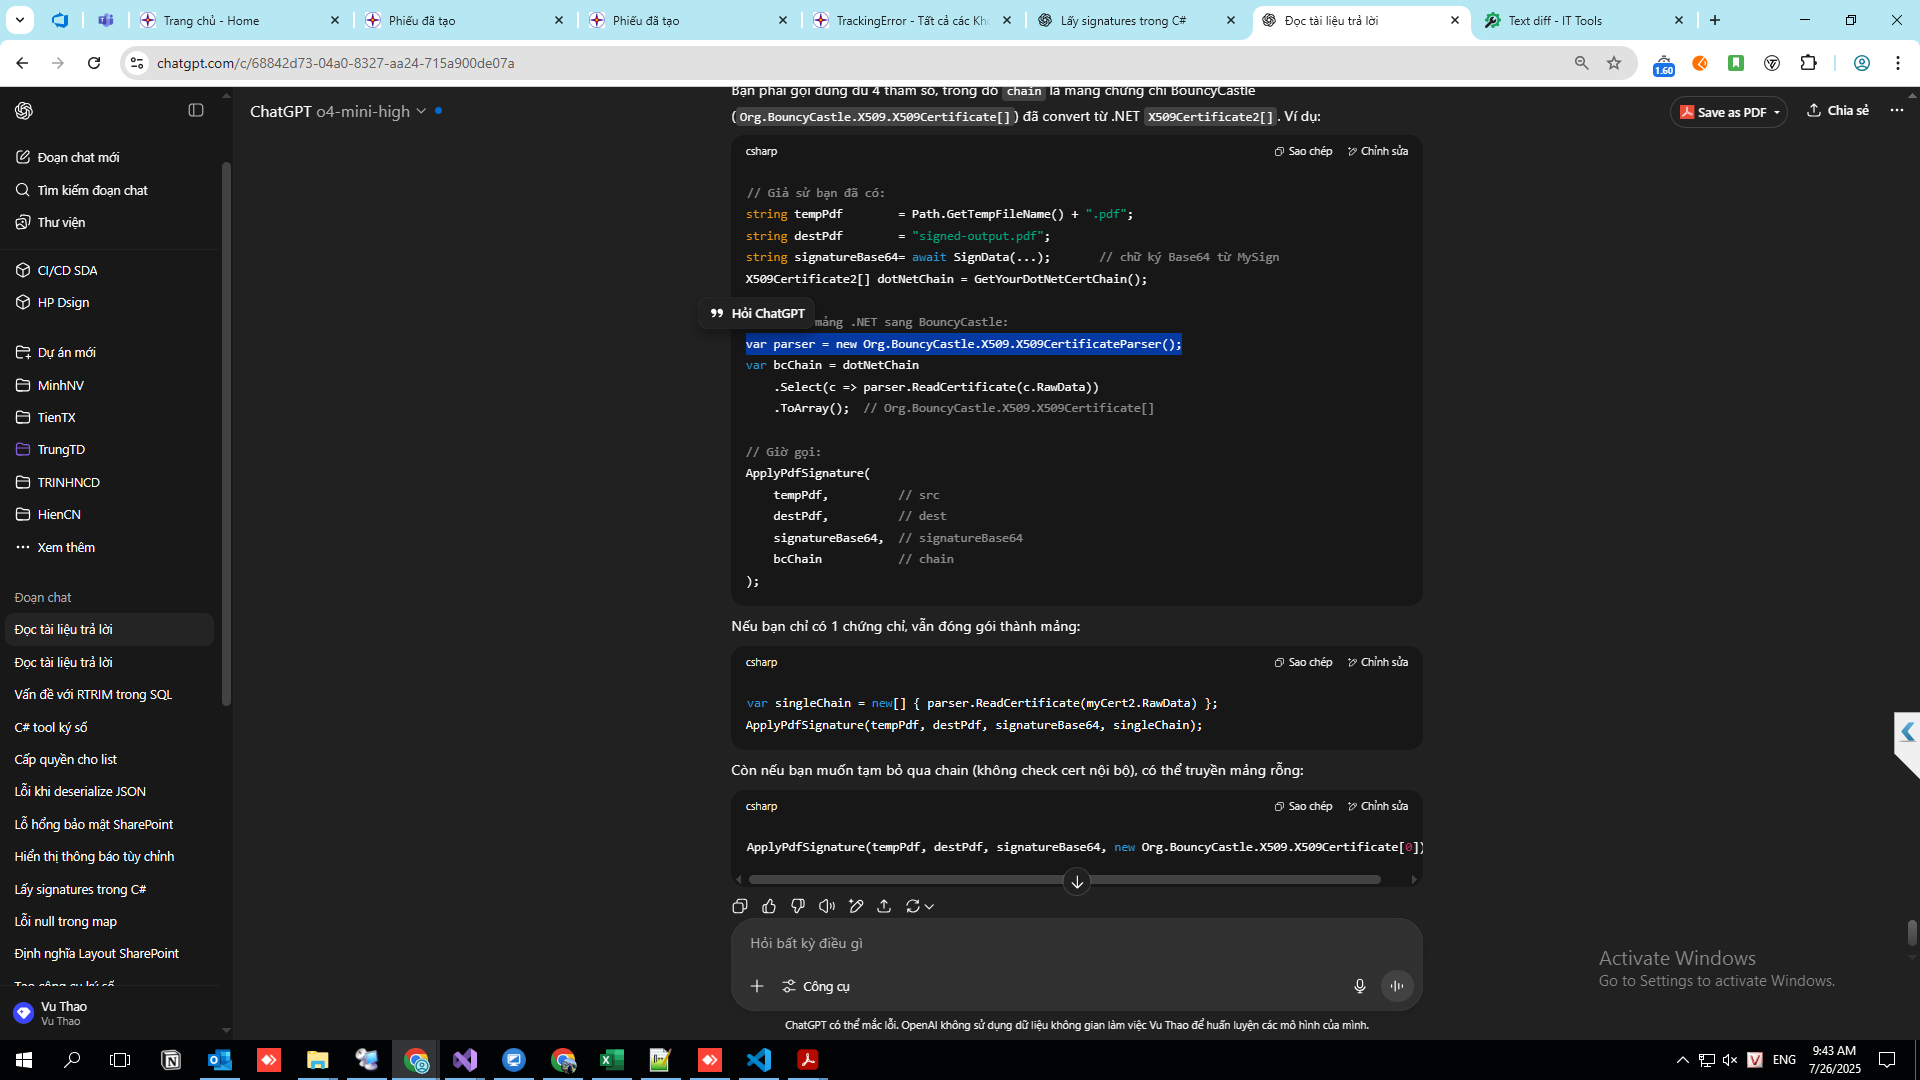 Trang chủ - Home
Phiếu đã tạo
Phiếu đã tạo
TrackingError - Tất cả các Kh
Lấy signatures trong C#
Đọc tài liệu trả lời
Text diff - IT Tools
chatgpt.com/c/68842d73-04a0-8327-aa24-715a900de07a
1.60
ChatGPT o4-mini-high
Save as PDF
Chia sẻ
Đoạn chat mới
Tìm kiếm đoạn chat
Thư viện
CI/CD SDA
HP Dsign
Dự án mới
MinhNV
TienTX
TrungTD
TRINHNCD
HienCN
Xem thêm
Đoạn chat
Đọc tài liệu trả lời
Đọc tài liệu trả lời
Vấn đề với RTRIM trong SQL
C# tool ký số
Cấp quyền cho list
Lỗi khi deserialize JSON
Lỗ hổng bảo mật SharePoint
Hiển thị thông báo tùy chỉnh
Lấy signatures trong C#
Lỗi null trong map
Định nghĩa Layout SharePoint
Tạo công cụ ký số
Vu Thao
Vu Thao
Bạn phải gọi đúng đủ 4 tham số, trong đó chain là mảng chứng chỉ BouncyCastle
(Org.BouncyCastle.X509.X509Certificate[]) đã convert từ .NET X509Certificate2[]. Ví dụ:
csharp
Sao chép
Chỉnh sửa
// Giả sử bạn đã có:
string tempPdf        = Path.GetTempFileName() + ".pdf";
string destPdf        = "signed-output.pdf";
string signatureBase64= await SignData(...);       // chữ ký Base64 từ MySign
X509Certificate2[] dotNetChain = GetYourDotNetCertChain();
Hỏi ChatGPT
mảng .NET sang BouncyCastle:
var parser = new Org.BouncyCastle.X509.X509CertificateParser();
var bcChain = dotNetChain
    .Select(c => parser.ReadCertificate(c.RawData))
    .ToArray();  // Org.BouncyCastle.X509.X509Certificate[]
// Giờ gọi:
ApplyPdfSignature(
    tempPdf,          // src
    destPdf,          // dest
    signatureBase64,  // signatureBase64
    bcChain           // chain
);
Nếu bạn chỉ có 1 chứng chỉ, vẫn đóng gói thành mảng:
csharp
Sao chép
Chỉnh sửa
var singleChain = new[] { parser.ReadCertificate(myCert2.RawData) };
ApplyPdfSignature(tempPdf, destPdf, signatureBase64, singleChain);
Còn nếu bạn muốn tạm bỏ qua chain (không check cert nội bộ), có thể truyền mảng rỗng:
csharp
Sao chép
Chỉnh sửa
ApplyPdfSignature(tempPdf, destPdf, signatureBase64, new Org.BouncyCastle.X509.X509Certificate[0])
Hỏi bất kỳ điều gì
Công cụ
ChatGPT có thể mắc lỗi. OpenAI không sử dụng dữ liệu không gian làm việc Vu Thao để huấn luyện các mô hình của mình.
Activate Windows
Go to Settings to activate Windows.
ENG
9:43 AM
7/26/2025